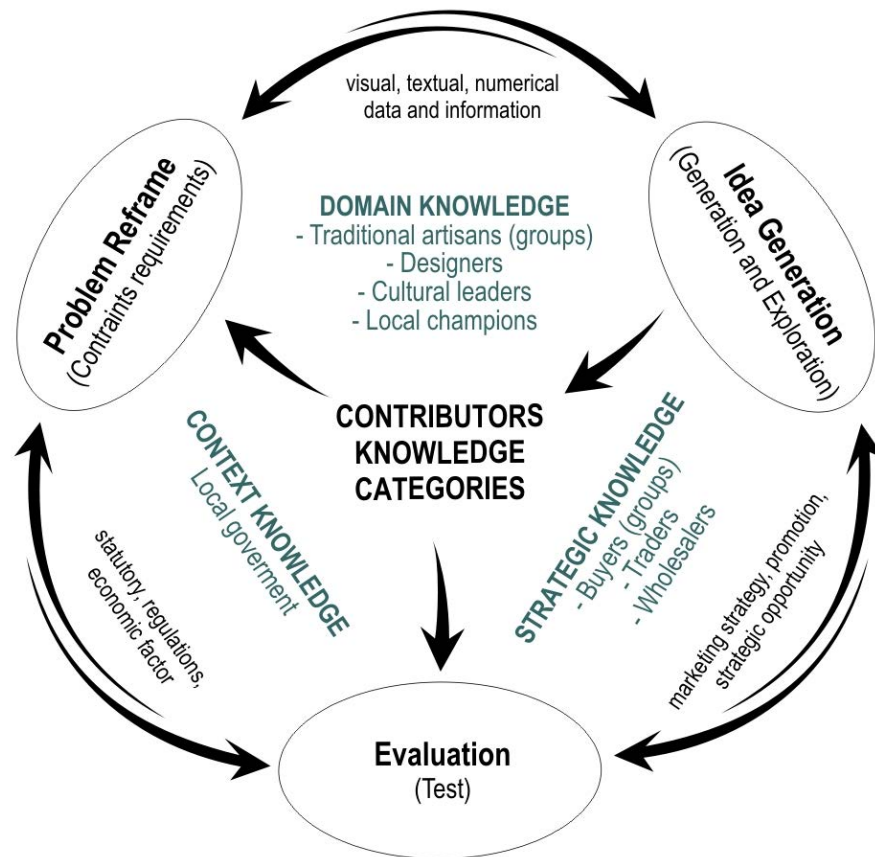 visual, textual, numerical
data and information
Problem Reframe
(Contraints requirements)
Idea Generation
(Generation and Exploration)
DOMAIN KNOWLEDGE
- Traditional artisans (groups)
- Designers
- Cultural leaders
- Local champions
CONTRIBUTORS
KNOWLEDGE
CATEGORIES
CONTEXT KNOWLEDGE
Local goverment
STRATEGIC KNOWLEDGE
- Buyers (groups)
- Traders
- Wholesalers
statutory, regulations,
economic factor
marketing strategy, promotion,
strategic opportunity
Evaluation
(Test)